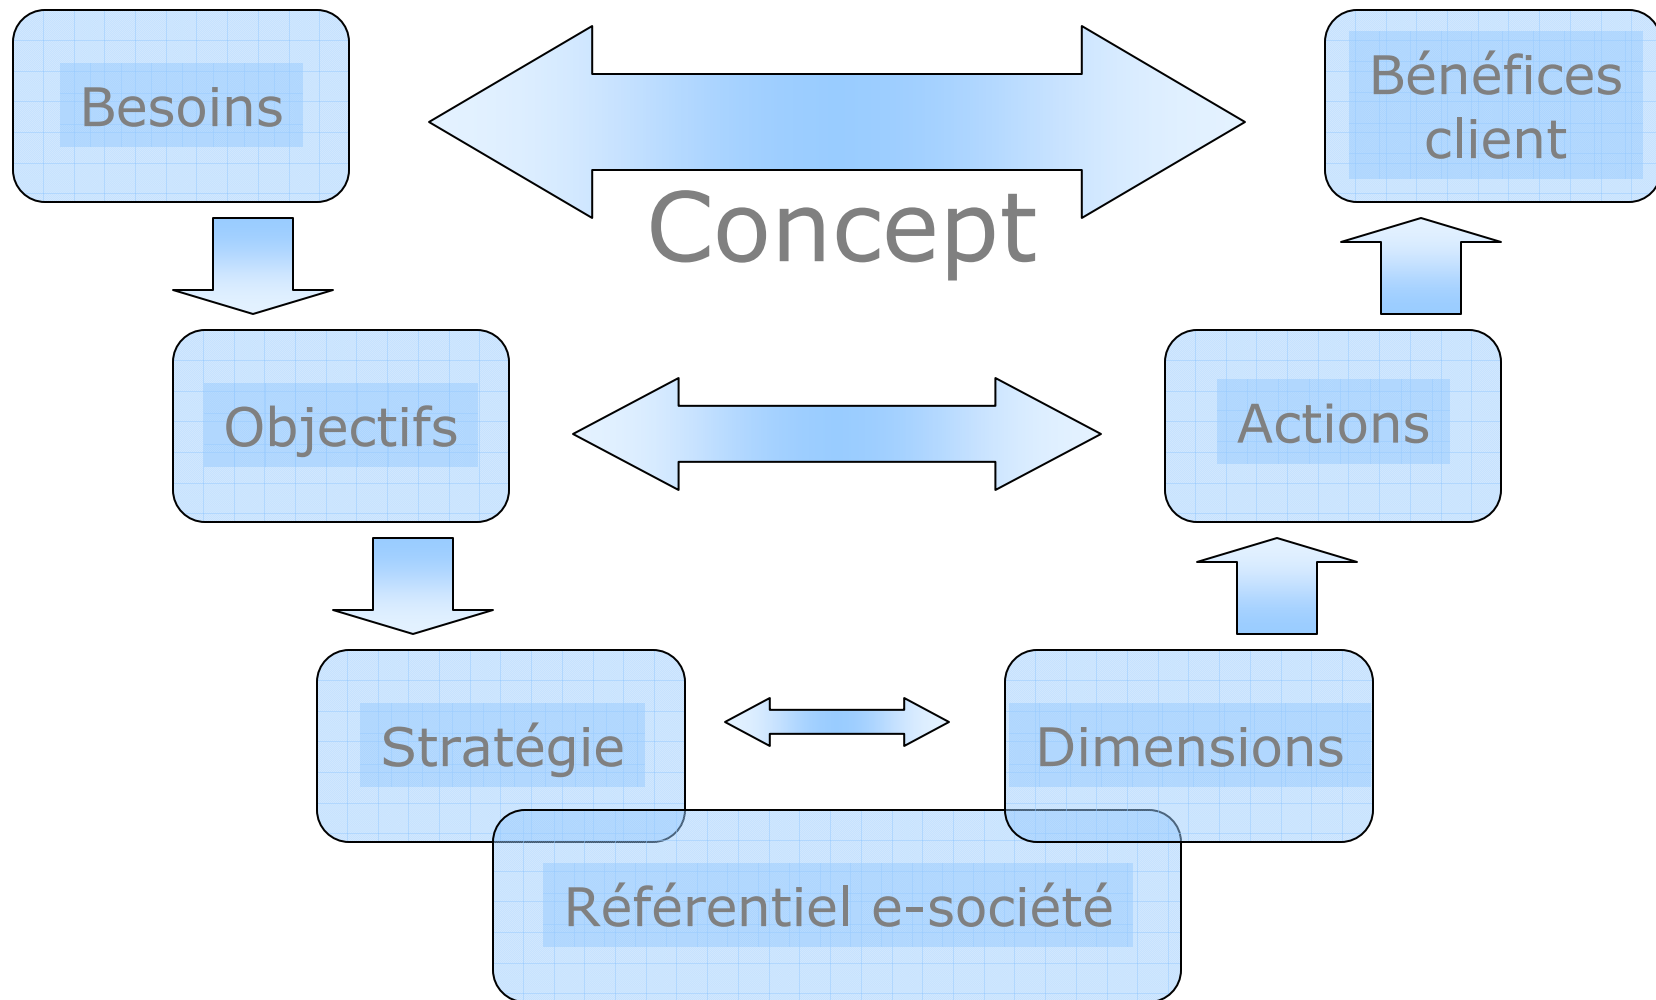 Besoins
Bénéfices
client
Concept
Objectifs
Actions
Stratégie
Dimensions
Référentiel e-société